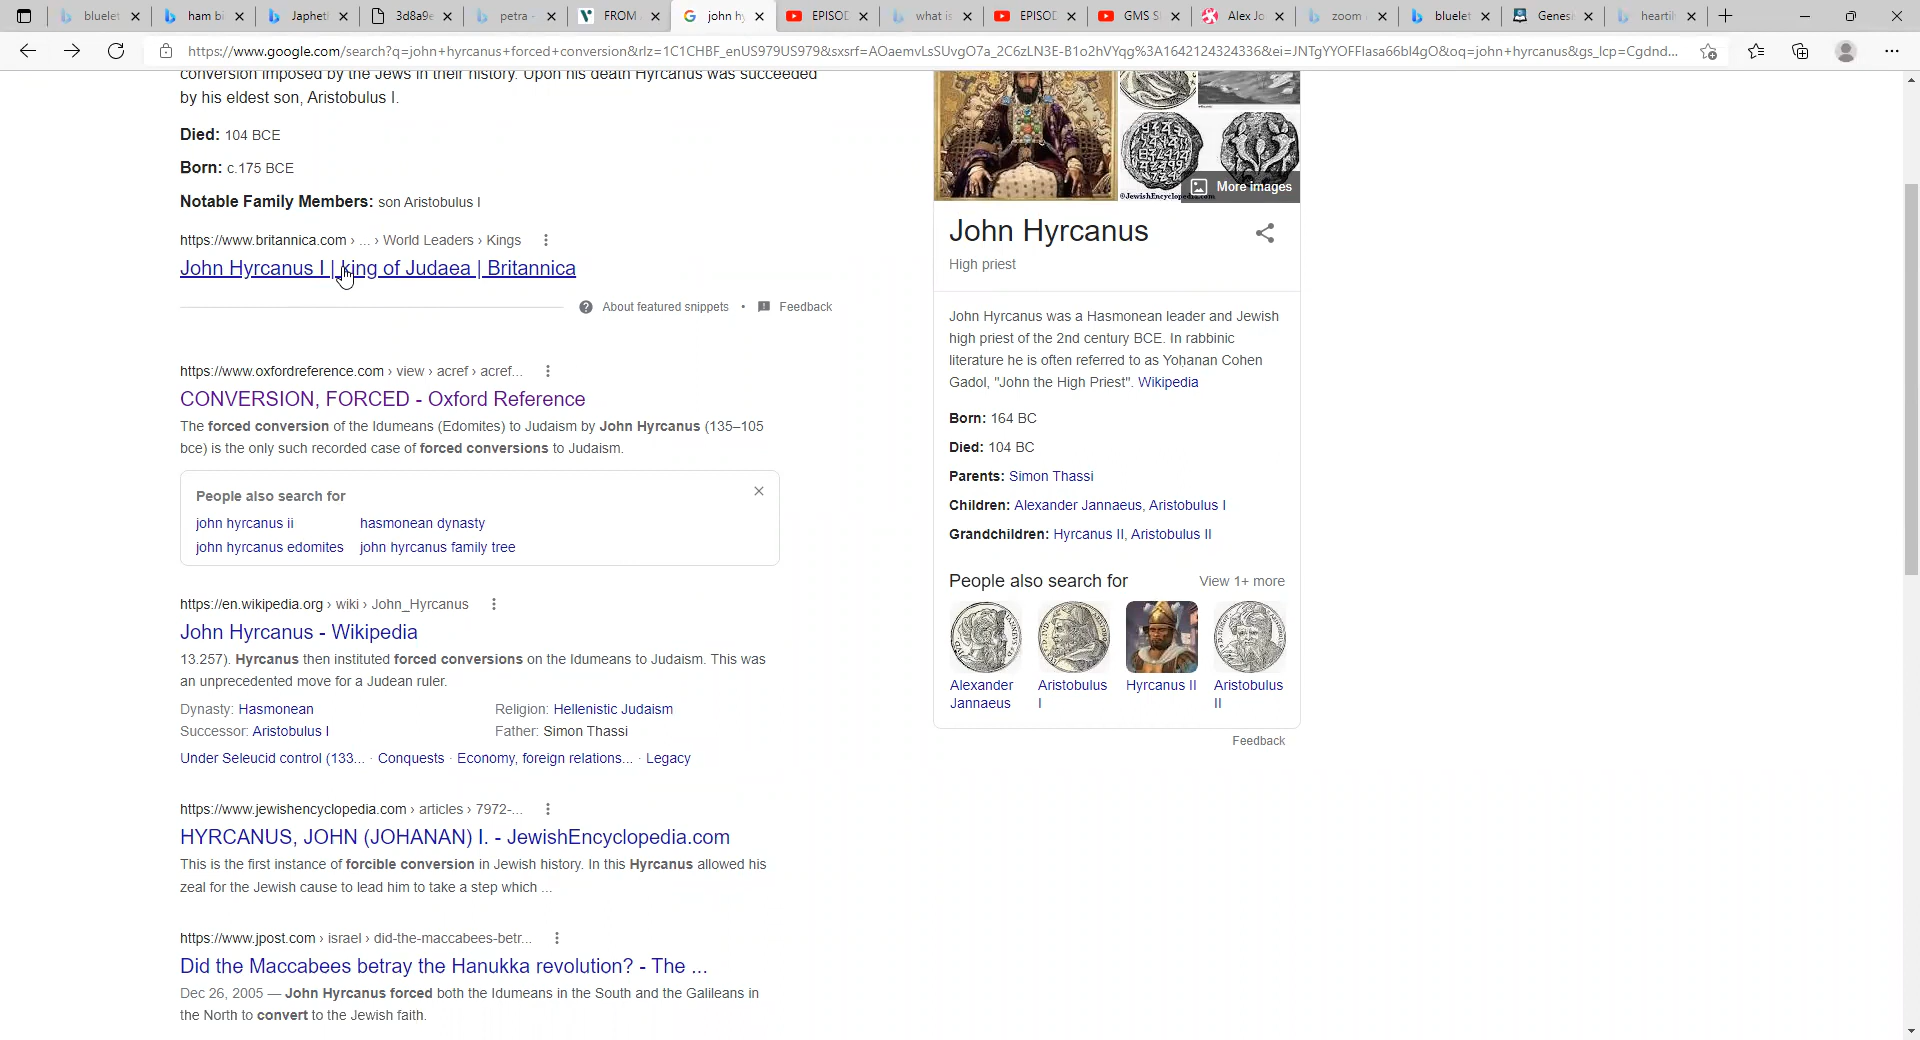 bluelet
ham bi
Japhet
3d8a9e
petra -
FROM
john hy
EPISOD
what is
EPISOD
GMS S
Alex Jo
zoom
bluelet
Genesi
heartih
https://www.google.com/search?q=john+hyrcanus+forced+conversion&rlz=1C1CHBF_enUS979US979&sxsrf=AOaemvLsSUvgO7a_2C6zLN3E-B1o2hVYqg%3A1642124324336&ei=JNTgYYOFFIasa66bl4gO&oq=john+hyrcanus&gs_lcp=Cgdnd...
conversion imposed by the Jews in their history. Upon his death Hyrcanus was succeeded
by his eldest son, Aristobulus I.
Died: 104 BCE
Born: c.175 BCE
Notable Family Members: son Aristobulus I
https://www.britannica.com › ... › World Leaders › Kings
John Hyrcanus I | king of Judaea | Britannica
About featured snippets • Feedback
https://www.oxfordreference.com › view › acref › acref...
CONVERSION, FORCED - Oxford Reference
The forced conversion of the Idumeans (Edomites) to Judaism by John Hyrcanus (135–105
bce) is the only such recorded case of forced conversions to Judaism.
People also search for
john hyrcanus ii hasmonean dynasty
john hyrcanus edomites john hyrcanus family tree
https://en.wikipedia.org › wiki › John_Hyrcanus
John Hyrcanus - Wikipedia
13.257). Hyrcanus then instituted forced conversions on the Idumeans to Judaism. This was
an unprecedented move for a Judean ruler.
Dynasty: Hasmonean Religion: Hellenistic Judaism
Successor: Aristobulus I Father: Simon Thassi
Under Seleucid control (133... · Conquests · Economy, foreign relations... · Legacy
https://www.jewishencyclopedia.com › articles › 7972-...
HYRCANUS, JOHN (JOHANAN) I. - JewishEncyclopedia.com
This is the first instance of forcible conversion in Jewish history. In this Hyrcanus allowed his
zeal for the Jewish cause to lead him to take a step which ...
https://www.jpost.com › israel › did-the-maccabees-betr...
Did the Maccabees betray the Hanukka revolution? - The ...
Dec 26, 2005 — John Hyrcanus forced both the Idumeans in the South and the Galileans in
the North to convert to the Jewish faith.
More images
@JewishEncyclopedia.com
John Hyrcanus
High priest
John Hyrcanus was a Hasmonean leader and Jewish
high priest of the 2nd century BCE. In rabbinic
literature he is often referred to as Yoḥanan Cohen
Gadol, "John the High Priest". Wikipedia
Born: 164 BC
Died: 104 BC
Parents: Simon Thassi
Children: Alexander Jannaeus, Aristobulus I
Grandchildren: Hyrcanus II, Aristobulus II
People also search for View 1+ more
Alexander
Jannaeus
Aristobulus
I
Hyrcanus II
Aristobulus
II
Feedback